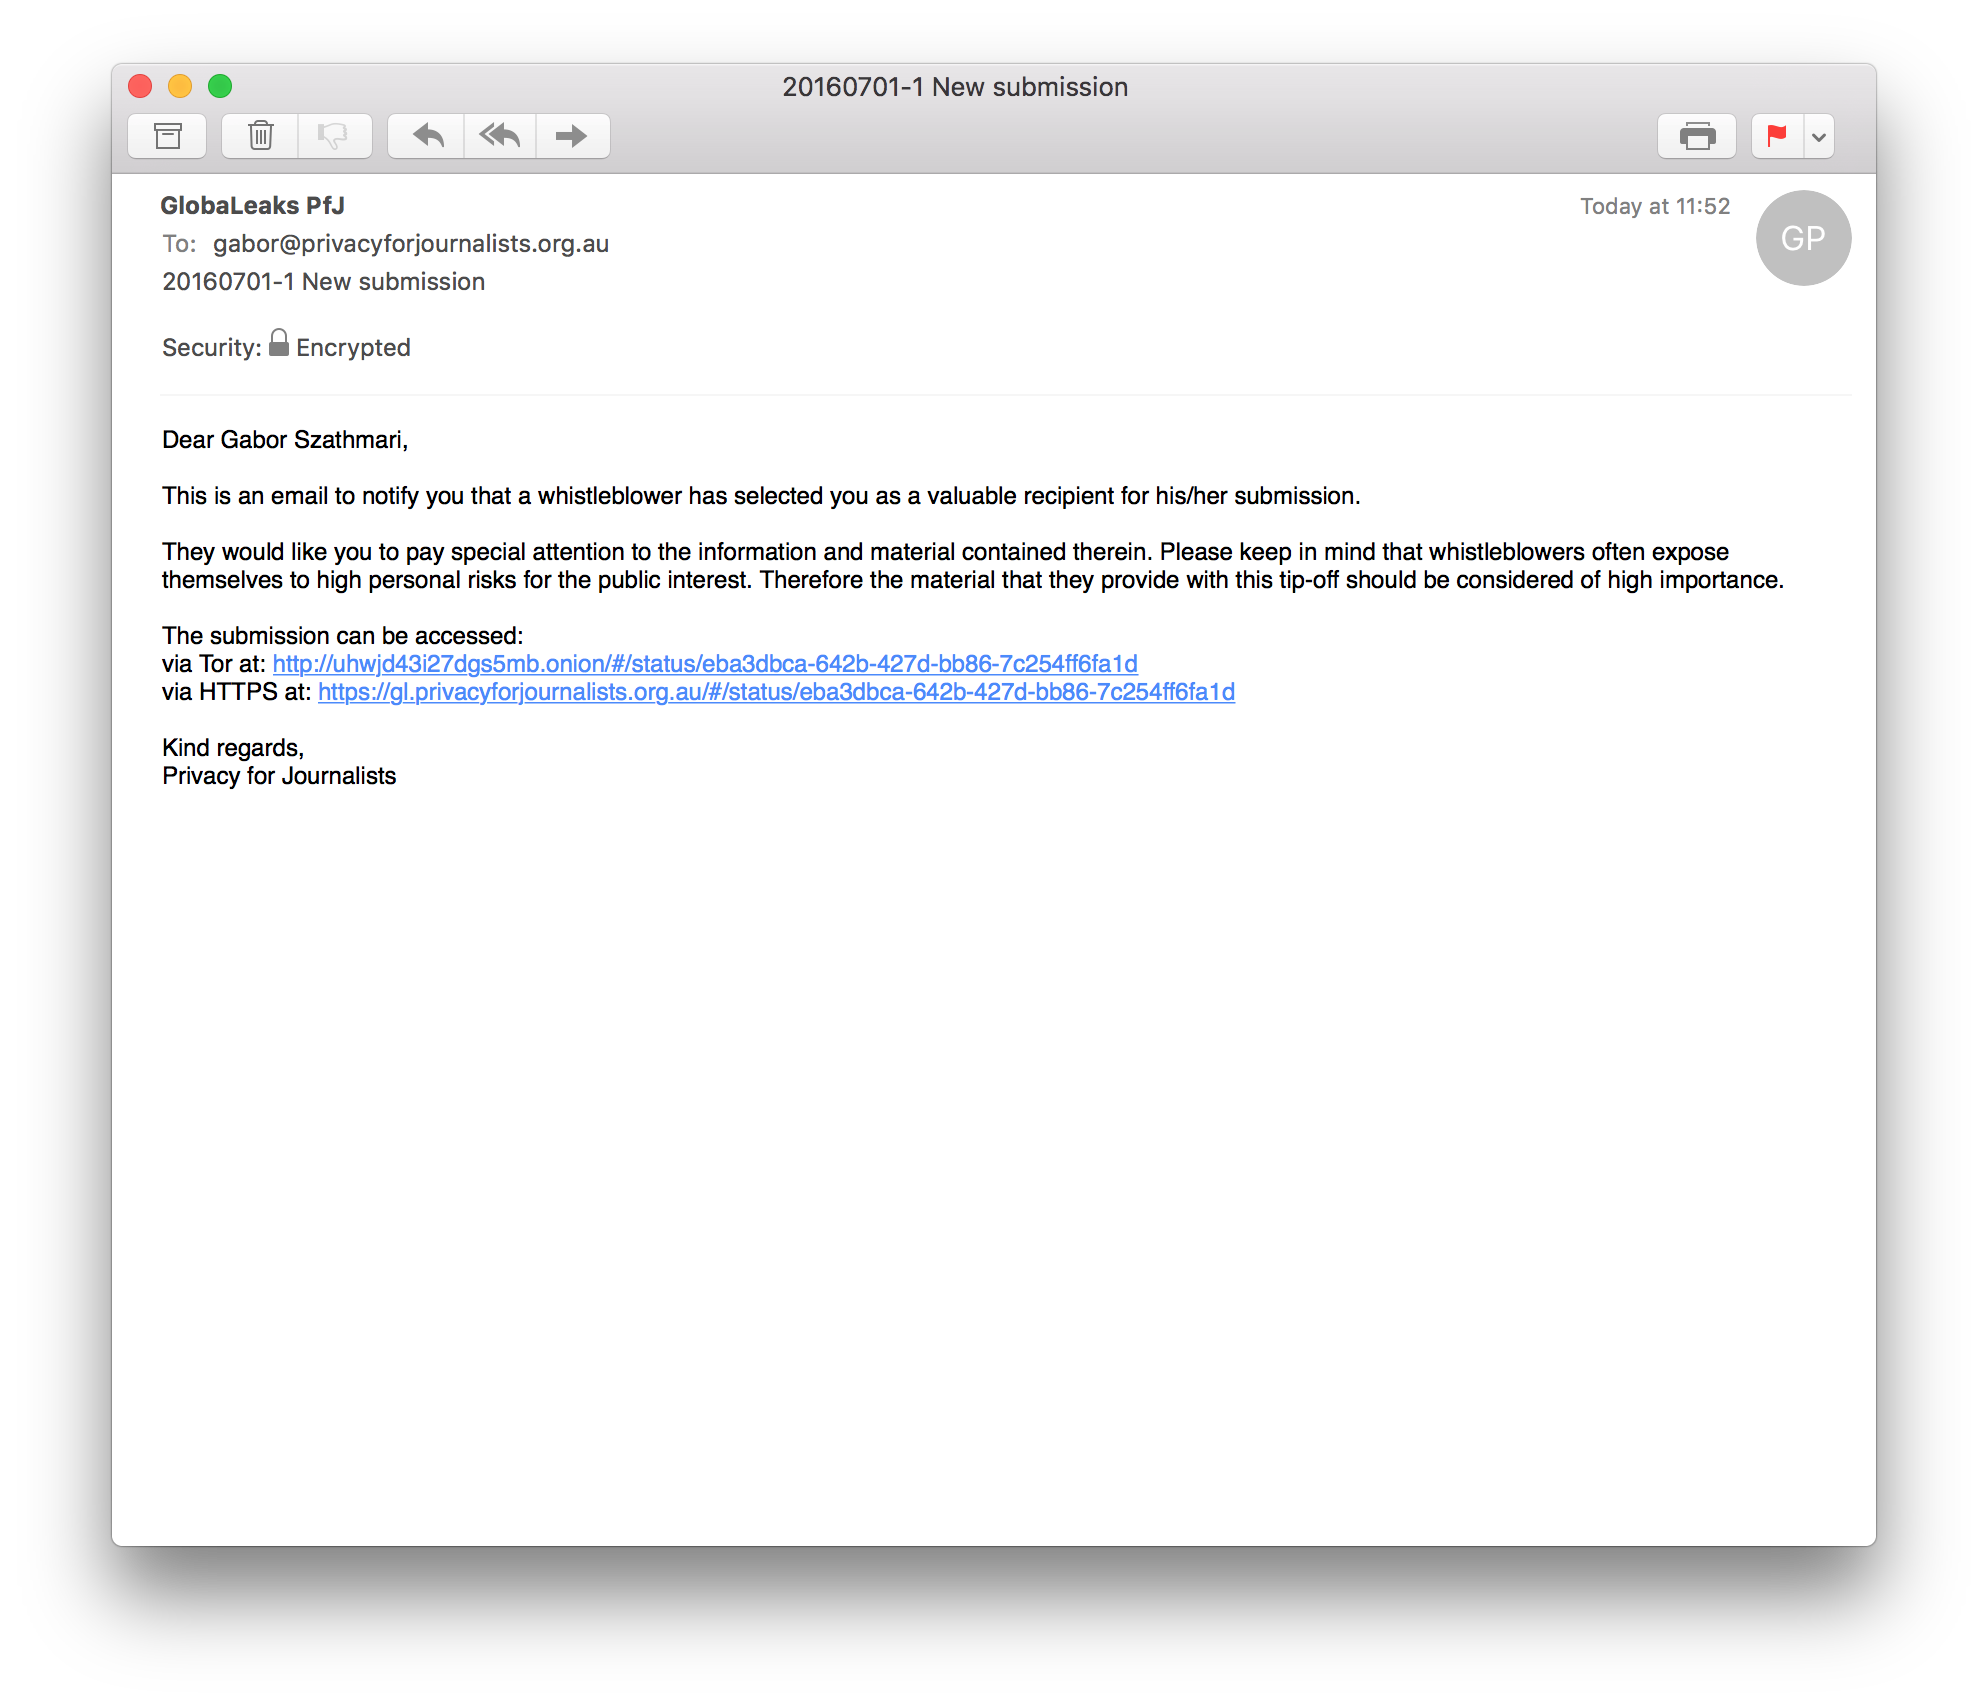 20160701-1 New submission
GlobaLeaks PfJ
Today at 11:52
GP
To: gabor@privacyforjournalists.org.au
20160701-1 New submission
Security: Encrypted
Dear Gabor Szathmari,
This is an email to notify you that a whistleblower has selected you as a valuable recipient for his/her submission.
They would like you to pay special attention to the information and material contained therein. Please keep in mind that whistleblowers often expose
themselves to high personal risks for the public interest. Therefore the material that they provide with this tip-off should be considered of high importance.
The submission can be accessed:
via Tor at: http://uhwjd43i27dgs5mb.onion/#/status/eba3dbca-642b-427d-bb86-7c254ff6fa1d
via HTTPS at: https://gl.privacyforjournalists.org.au/#/status/eba3dbca-642b-427d-bb86-7c254ff6fa1d
Kind regards,
Privacy for Journalists